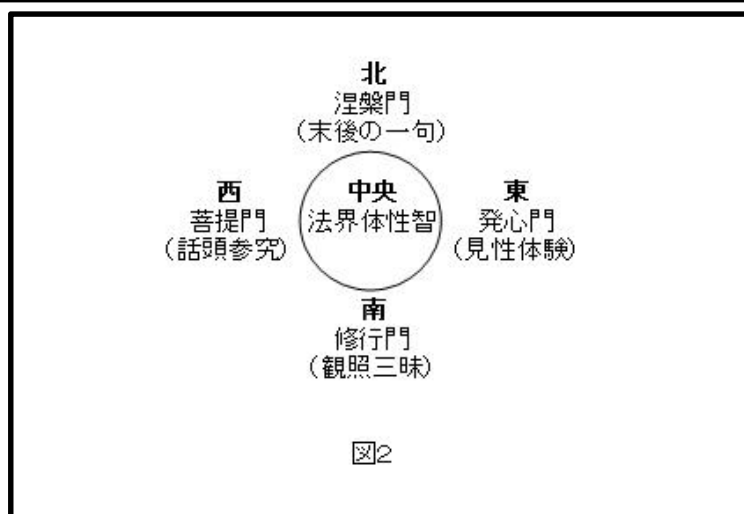 北
涅槃門
(末後の一句)
西
菩提門
(話頭参究)
中央
法界体性智
東
発心門
(見性体験)
南
修行門
(観照三昧)
図2